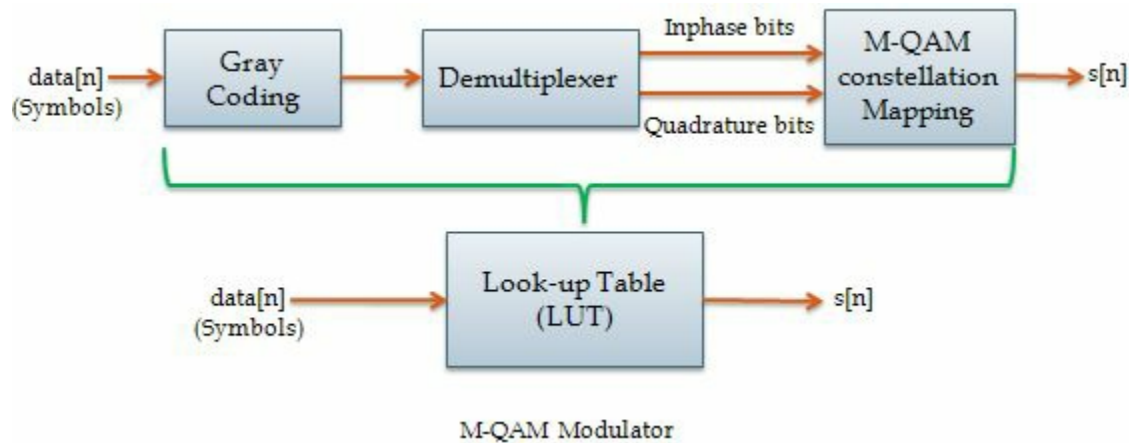 data[n]
(Symbols)
Gray
Coding
Demultiplexer
Inphase bits
Quadrature bits
M-QAM
constellation
Mapping
s[n]
data[n]
(Symbols)
Look-up Table
(LUT)
s[n]
M-QAM Modulator